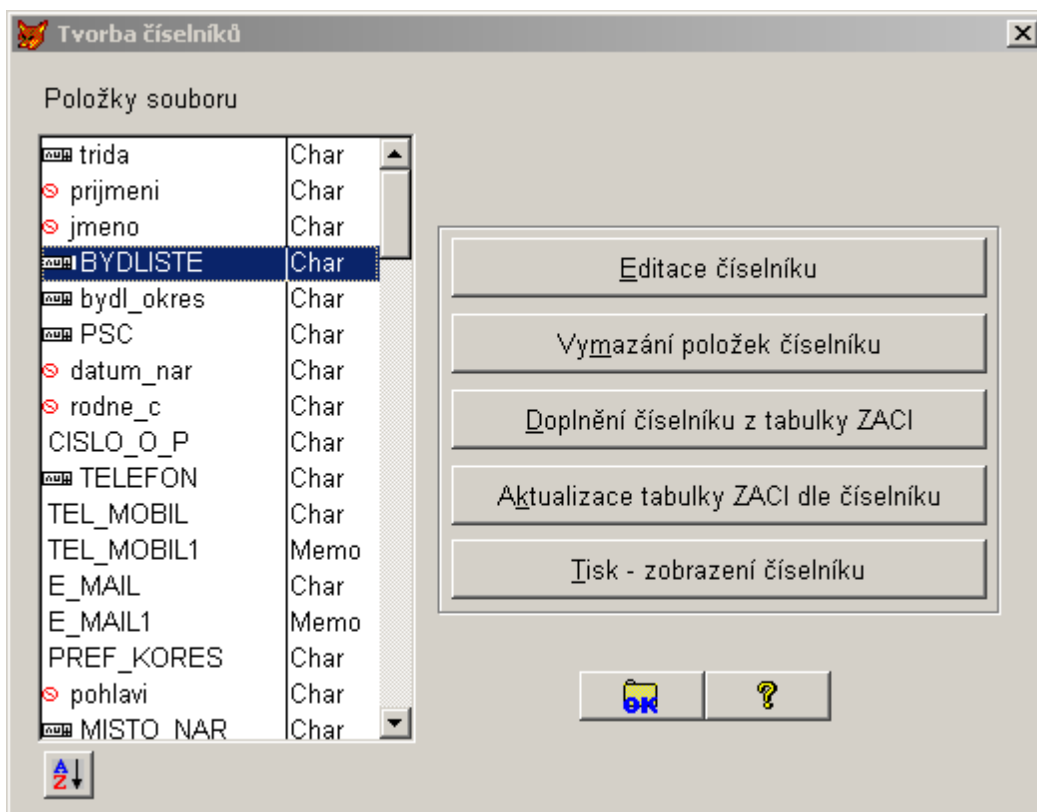 Tvorba číselníků
Položky souboru
trida Char
prijmeni Char
jmeno Char
BYDLISTE Char
bydl_okres Char
PSC Char
datum_nar Char
rodne_c Char
CISLO_O_P Char
TELEFON Char
TEL_MOBIL Char
TEL_MOBIL1 Memo
E_MAIL Char
E_MAIL1 Memo
PREF_KORES Char
pohlavi Char
MISTO_NAR Char
Editace číselníku
Vymazání položek číselníku
Doplnění číselníku z tabulky ZACI
Aktualizace tabulky ZACI dle číselníku
Tisk - zobrazení číselníku
OK ?
A
Z